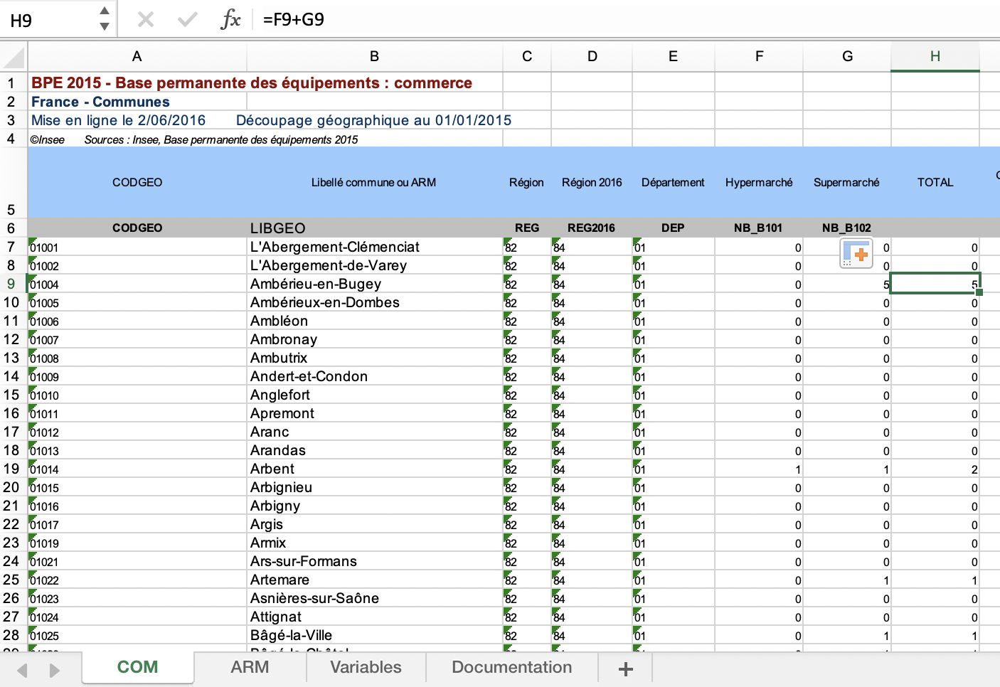 H9 fx =F9+G9
A B C D E F G H
1 BPE 2015 - Base permanente des équipements : commerce
2 France - Communes
3 Mise en ligne le 2/06/2016 Découpage géographique au 01/01/2015
4 ©Insee Sources : Insee, Base permanente des équipements 2015
5 CODGEO Libellé commune ou ARM Région Région 2016 Département Hypermarché Supermarché TOTAL
6 CODGEO LIBGEO REG REG2016 DEP NB_B101 NB_B102
7 01001 L'Abergement-Clémenciat 82 84 01 0 0 0
8 01002 L'Abergement-de-Varey 82 84 01 0 0 0
9 01004 Ambérieu-en-Bugey 82 84 01 0 5 5
10 01005 Ambérieux-en-Dombes 82 84 01 0 0 0
11 01006 Ambléon 82 84 01 0 0 0
12 01007 Ambronay 82 84 01 0 0 0
13 01008 Ambutrix 82 84 01 0 0 0
14 01009 Andert-et-Condon 82 84 01 0 0 0
15 01010 Anglefort 82 84 01 0 0 0
16 01011 Apremont 82 84 01 0 0 0
17 01012 Aranc 82 84 01 0 0 0
18 01013 Arandas 82 84 01 0 0 0
19 01014 Arbent 82 84 01 1 1 2
20 01015 Arbignieu 82 84 01 0 0 0
21 01016 Arbigny 82 84 01 0 0 0
22 01017 Argis 82 84 01 0 0 0
23 01019 Armix 82 84 01 0 0 0
24 01021 Ars-sur-Formans 82 84 01 0 0 0
25 01022 Artemare 82 84 01 0 1 1
26 01023 Asnières-sur-Saône 82 84 01 0 0 0
27 01024 Attignat 82 84 01 0 0 0
28 01025 Bâgé-la-Ville 82 84 01 0 1 1
COM ARM Variables Documentation +